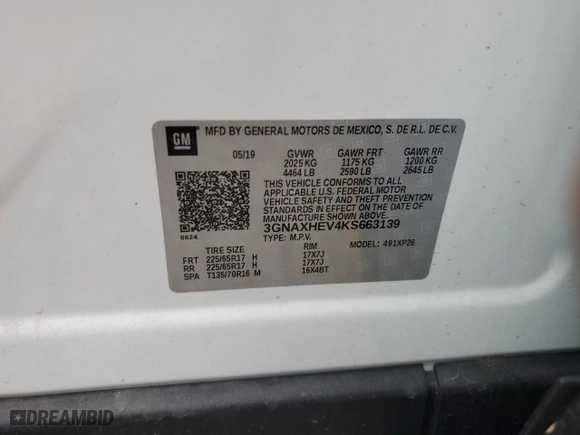 GM MFD BY GENERAL MOTORS DE MEXICO, S. DE R.L. DE C.V.
05/19 GVWR GAWR FRT GAWR RR
2025 KG 1175 KG 1200 KG
4464 LB 2590 LB 2645 LB
THIS VEHICLE CONFORMS TO ALL
APPLICABLE U.S. FEDERAL MOTOR
VEHICLE SAFETY AND THEFT
PREVENTION STANDARDS IN EFFECT
ON THE DATE OF MANUFACTURE
SHOWN ABOVE.
3GNAXHEV4KS663139
8624 TYPE: M.P.V. MODEL: 491XP26
TIRE SIZE RIM
FRT 225/65R17 H 17X7J
RR 225/65R17 H 17X7J
SPA T135/70R16 M 16X4BT
DREAMBID